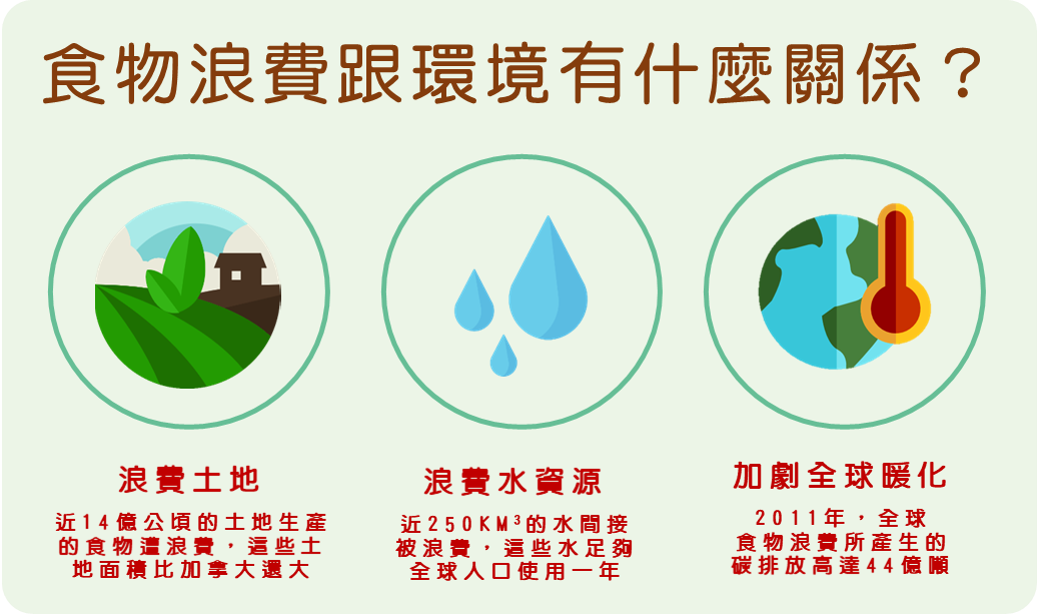 食物浪費跟環境有什麼關係？
浪費土地
近14億公頃的土地生產
的食物遭浪費，這些土
地面積比加拿大還大
浪費水資源
近250KM³的水間接
被浪費，這些水足夠
全球人口使用一年
加劇全球暖化
2011年，全球
食物浪費所產生的
碳排放高達44億噸